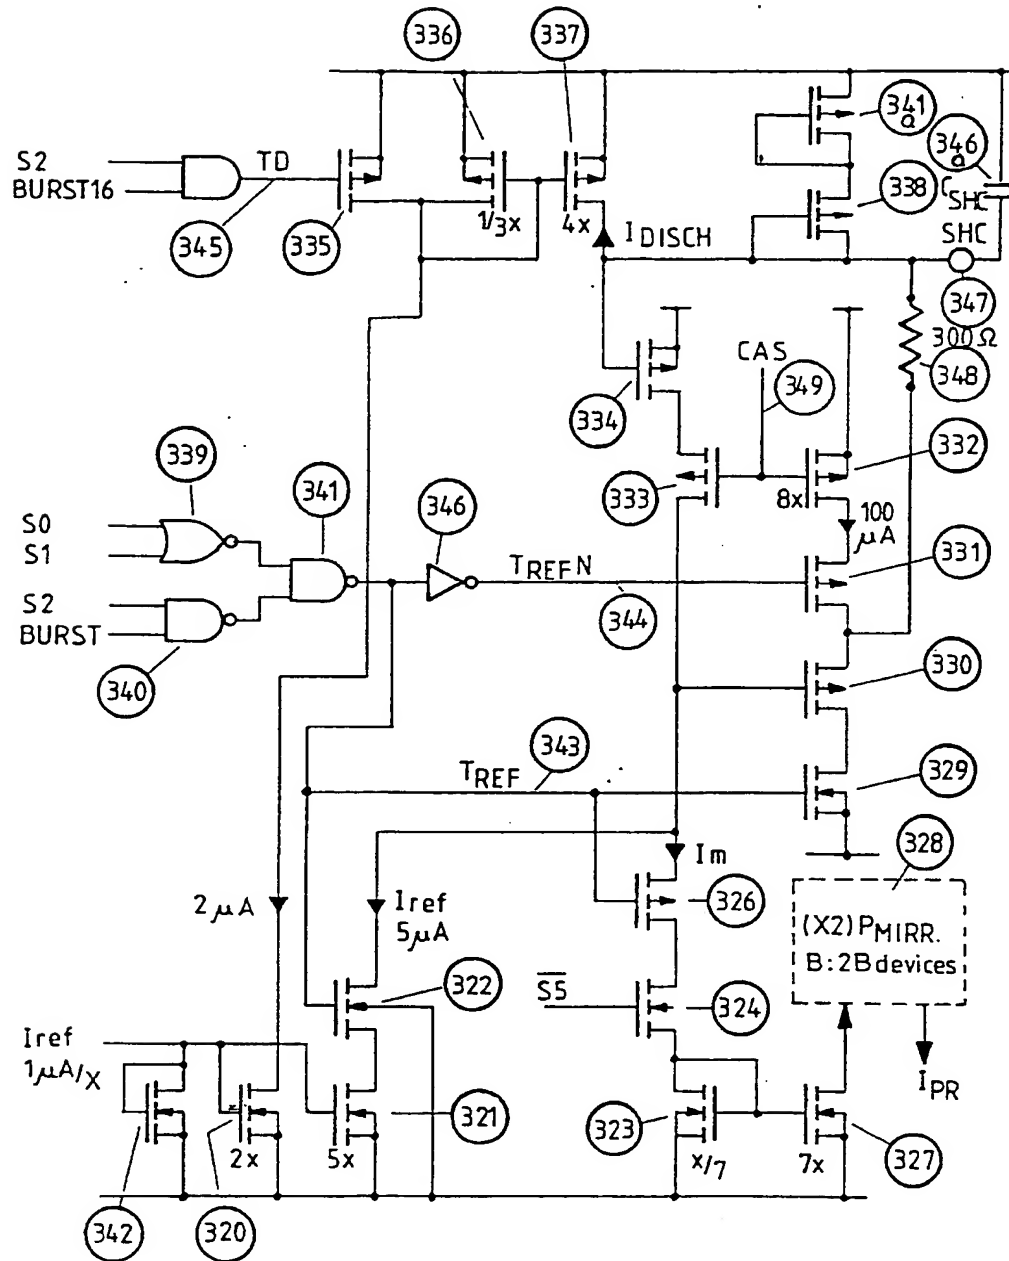 336
337
341
a
346
a
S2
BURST16
TD
345
335
1/3x
4x
IDISCH
338
CSHC
SHC
347
300Ω
348
334
CAS
349
333
332
8x
100
μA
339
341
346
S0
S1
S2
BURST
340
TREFN
344
331
330
343
TREF
329
328
Im
326
(X2) PMIRR.
B:2B devices
2μA
Iref
5μA
322
S5
324
Iref
1μA/X
IPR
321
323
327
2x
5x
x/7
7x
342
320